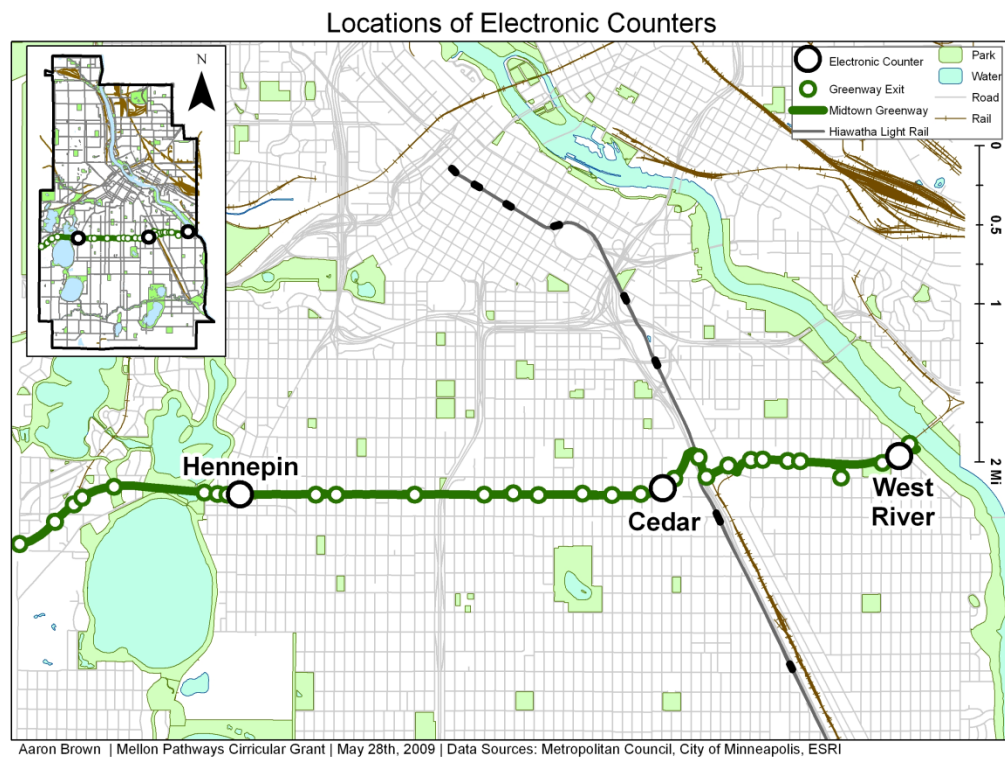 Locations of Electronic Counters
N
Electronic Counter
Greenway Exit
Midtown Greenway
Hiawatha Light Rail
Park
Water
Road
Rail
0
0.5
1
2 Mi
Hennepin
Cedar
West
River
Aaron Brown | Mellon Pathways Cirricular Grant | May 28th, 2009 | Data Sources: Metropolitan Council, City of Minneapolis, ESRI